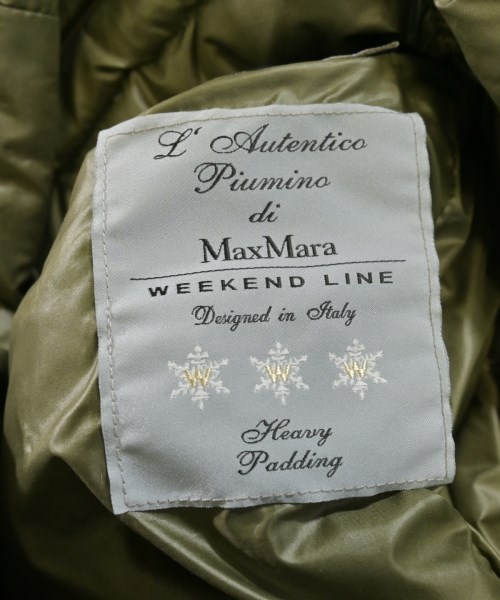 L' Autentico
Piumino
di
MaxMara
WEEKEND LINE
Designed in Italy
W W W
Heavy
Padding